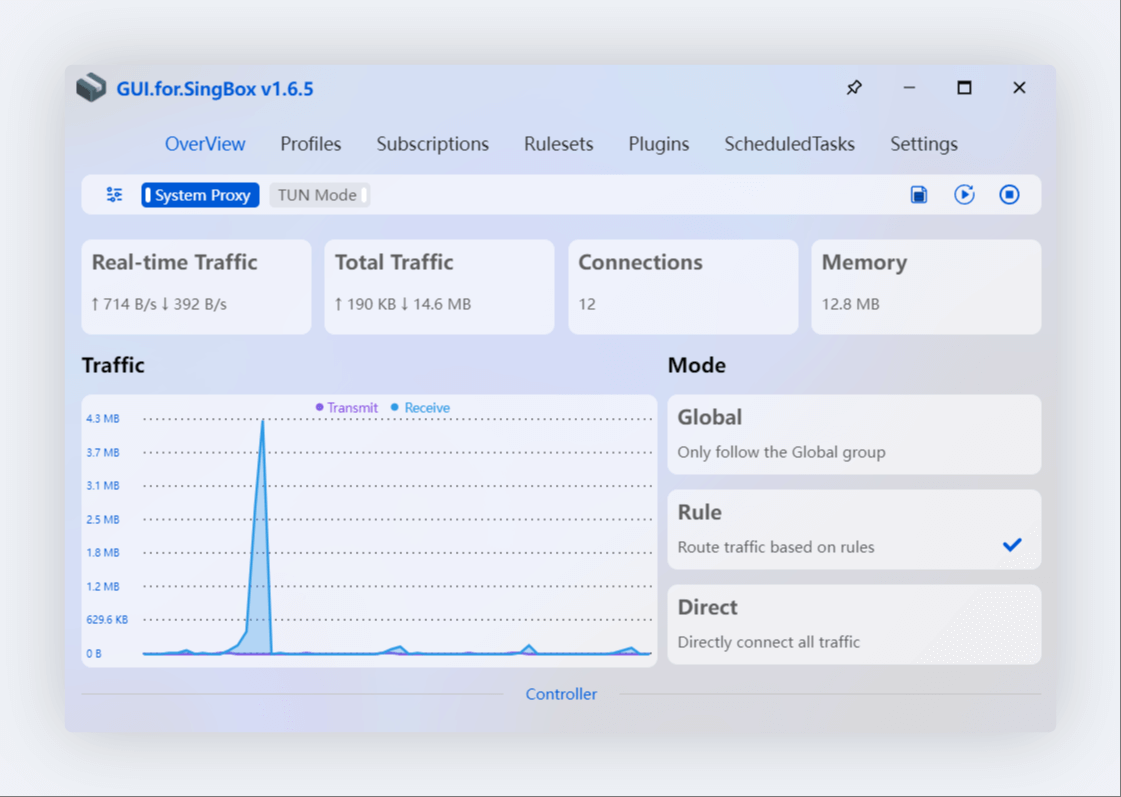 GUI.for.SingBox v1.6.5
OverView Profiles Subscriptions Rulesets Plugins ScheduledTasks Settings
System Proxy TUN Mode
Real-time Traffic
↑ 714 B/s ↓ 392 B/s
Total Traffic
↑ 190 KB ↓ 14.6 MB
Connections
12
Memory
12.8 MB
Traffic
Transmit Receive
4.3 MB
3.7 MB
3.1 MB
2.5 MB
1.8 MB
1.2 MB
629.6 KB
0 B
Mode
Global
Only follow the Global group
Rule
Route traffic based on rules
Direct
Directly connect all traffic
Controller